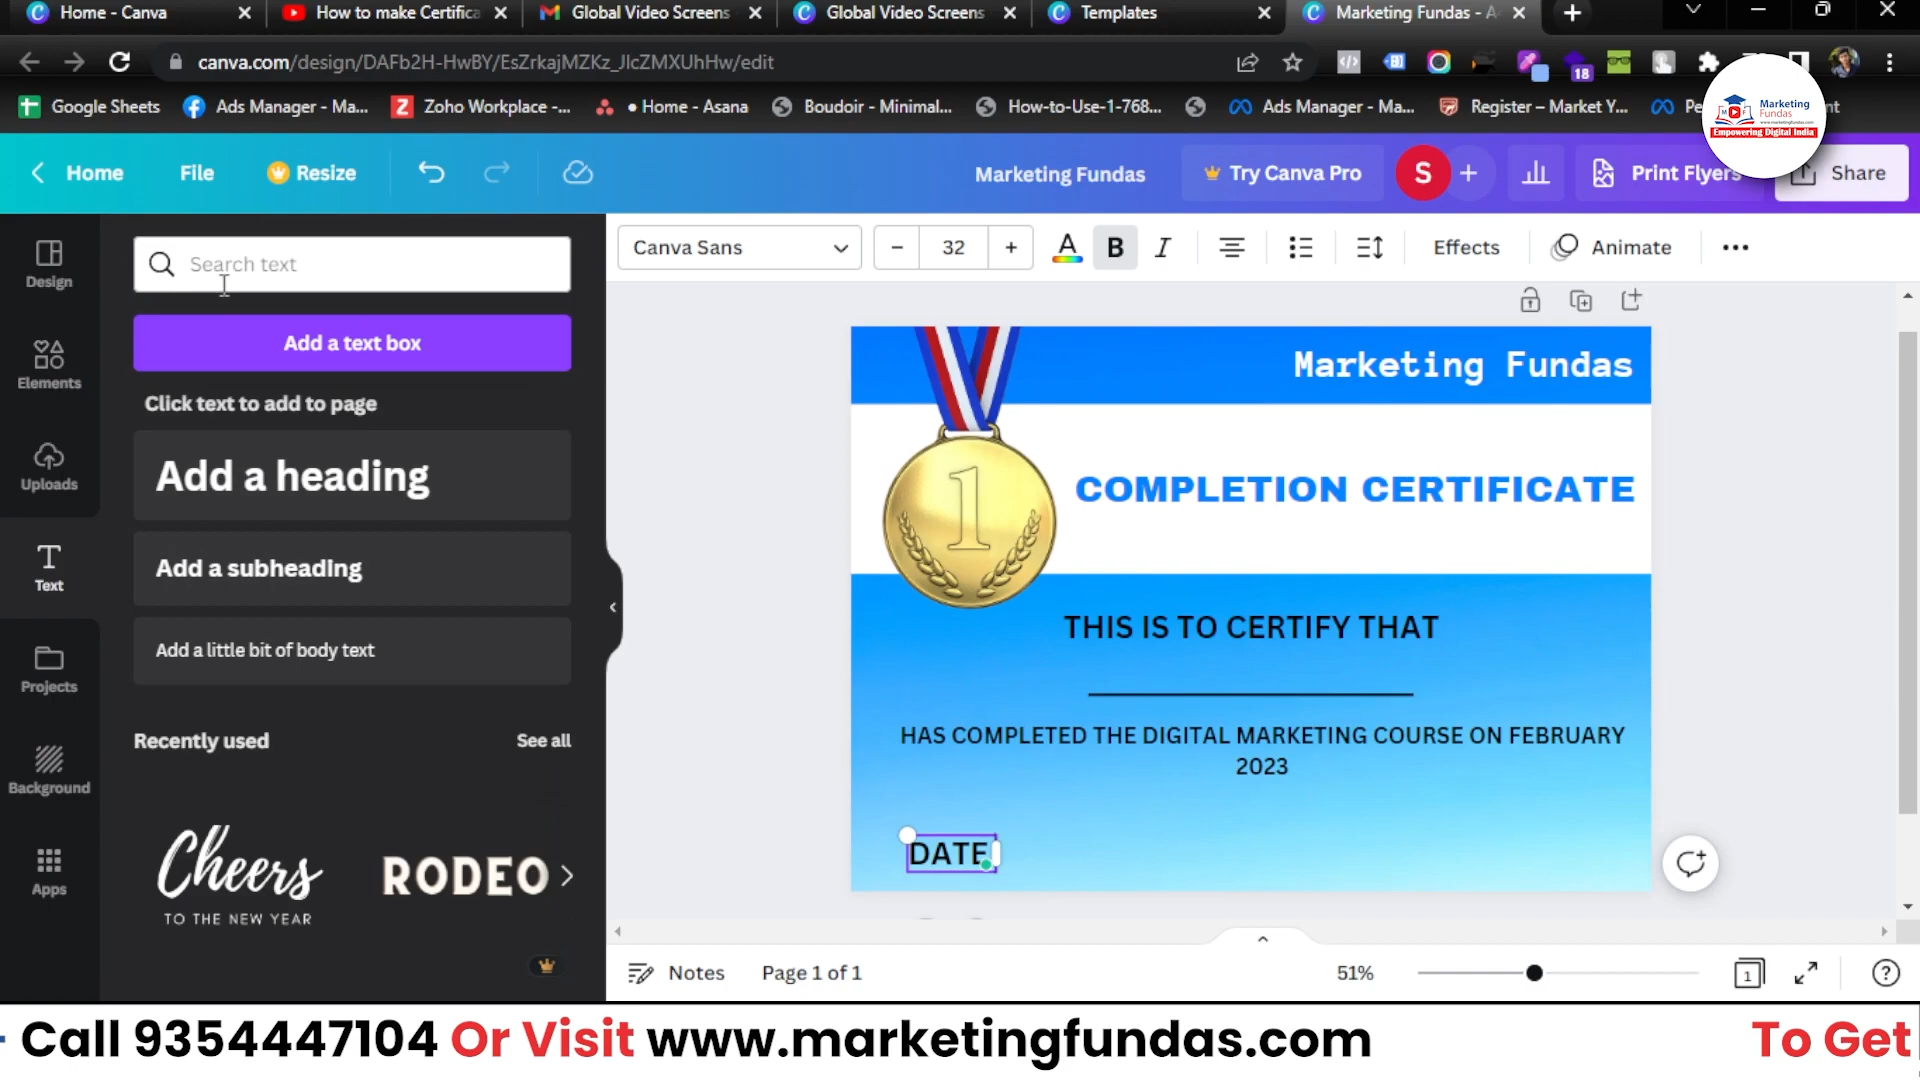 Home - Canva
How to make Certifica
Global Video Screens
Global Video Screens
Templates
Marketing Fundas - A
canva.com/design/DAFb2H-HwBY/EsZrkajMZKz_JlcZMXUhHw/edit
18
Google Sheets
Ads Manager - Ma...
Zoho Workplace -...
• Home - Asana
Boudoir - Minimal...
How-to-Use-1-768...
Ads Manager - Ma...
Register – Market Y...
Pe
nt
Marketing
Fundas
www.marketingfundas.com
Empowering Digital India
Home
File
Resize
Marketing Fundas
Try Canva Pro
S
+
Print Flyers
Share
Design
Elements
Uploads
Text
Projects
Background
Apps
Search text
Add a text box
Click text to add to page
Add a heading
Add a subheading
Add a little bit of body text
Recently used
See all
Cheers
TO THE NEW YEAR
RODEO
Canva Sans
− 32 +
A
B
I
Effects
Animate
Marketing Fundas
1
COMPLETION CERTIFICATE
THIS IS TO CERTIFY THAT
HAS COMPLETED THE DIGITAL MARKETING COURSE ON FEBRUARY
2023
DATE
Notes
Page 1 of 1
51%
1
?
- Call 9354447104 Or Visit www.marketingfundas.com
To Get